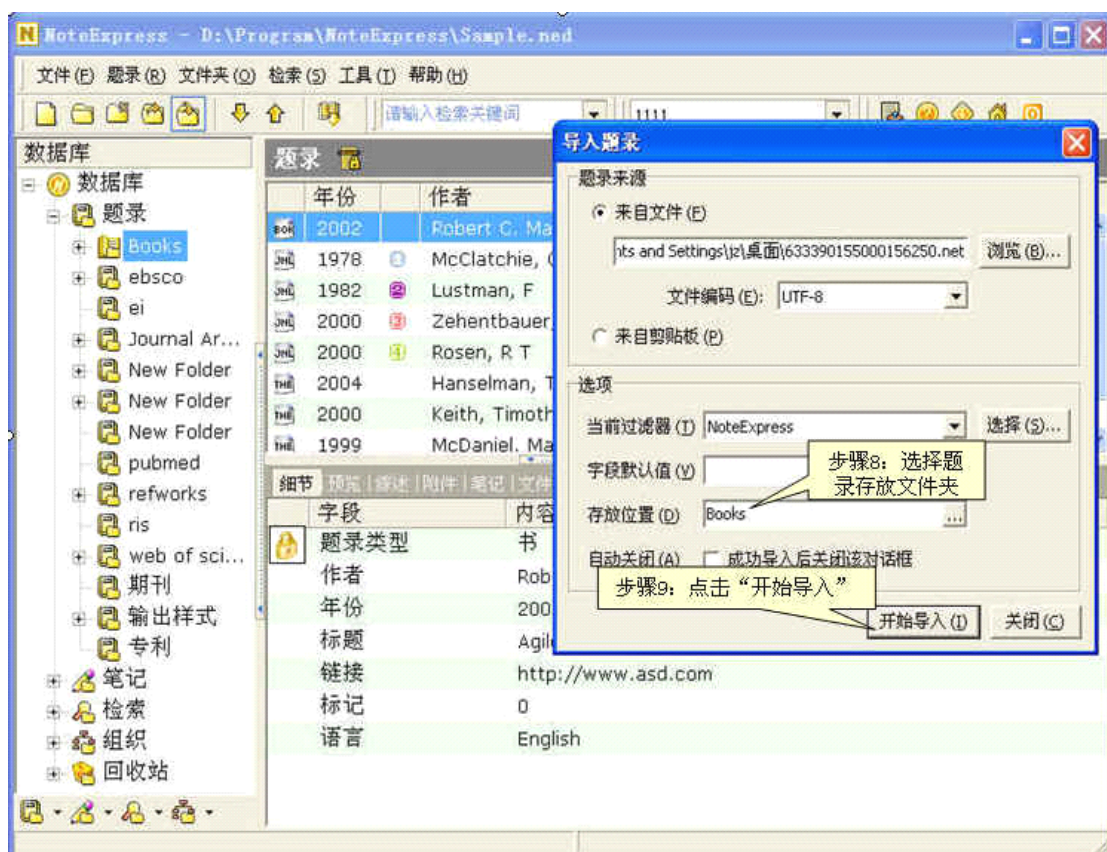 NoteExpress - D:\Program\NoteExpress\Sample.ned
文件(F) 题录(R) 文件夹(O) 检索(S) 工具(T) 帮助(H)
请输入检索关键词
1111
数据库
数据库
题录
Books
ebsco
ei
Journal Ar...
New Folder
New Folder
New Folder
pubmed
refworks
ris
web of sci...
期刊
输出样式
专利
笔记
检索
组织
回收站
题录
年份 作者
2002 Robert C. Ma
1978 McClatchie,
1982 Lustman, F
2000 Zehentbauer,
2000 Rosen, R T
2004 Hanselman, T
2000 Keith, Timoth
1999 McDaniel. Ma
细节 预览 综述 附件 笔记 文件
字段 内容
题录类型 书
作者 Rob
年份 200
标题 Agil
链接 http://www.asd.com
标记 0
语言 English
导入题录
题录来源
来自文件(F)
nts and Settings\jz\桌面\633390155000156250.net 浏览(B)...
文件编码(E): UTF-8
来自剪贴板(P)
选项
当前过滤器(T) NoteExpress 选择(S)...
字段默认值(V)
步骤8：选择题
录存放文件夹
存放位置(D) Books ...
自动关闭(A) 成功导入后关闭该对话框
步骤9：点击“开始导入”
开始导入(I) 关闭(C)